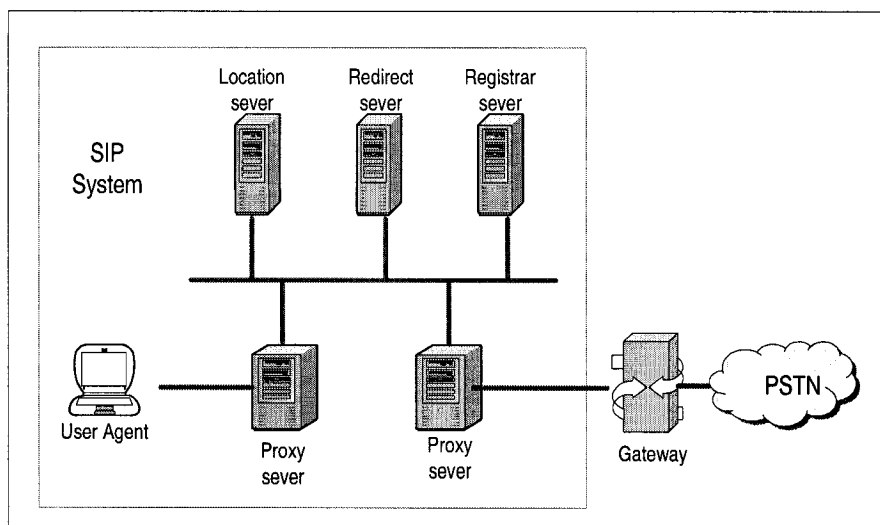 Location
sever
Redirect
sever
Registrar
sever
SIP
System
User Agent
Proxy
sever
Proxy
sever
Gateway
PSTN